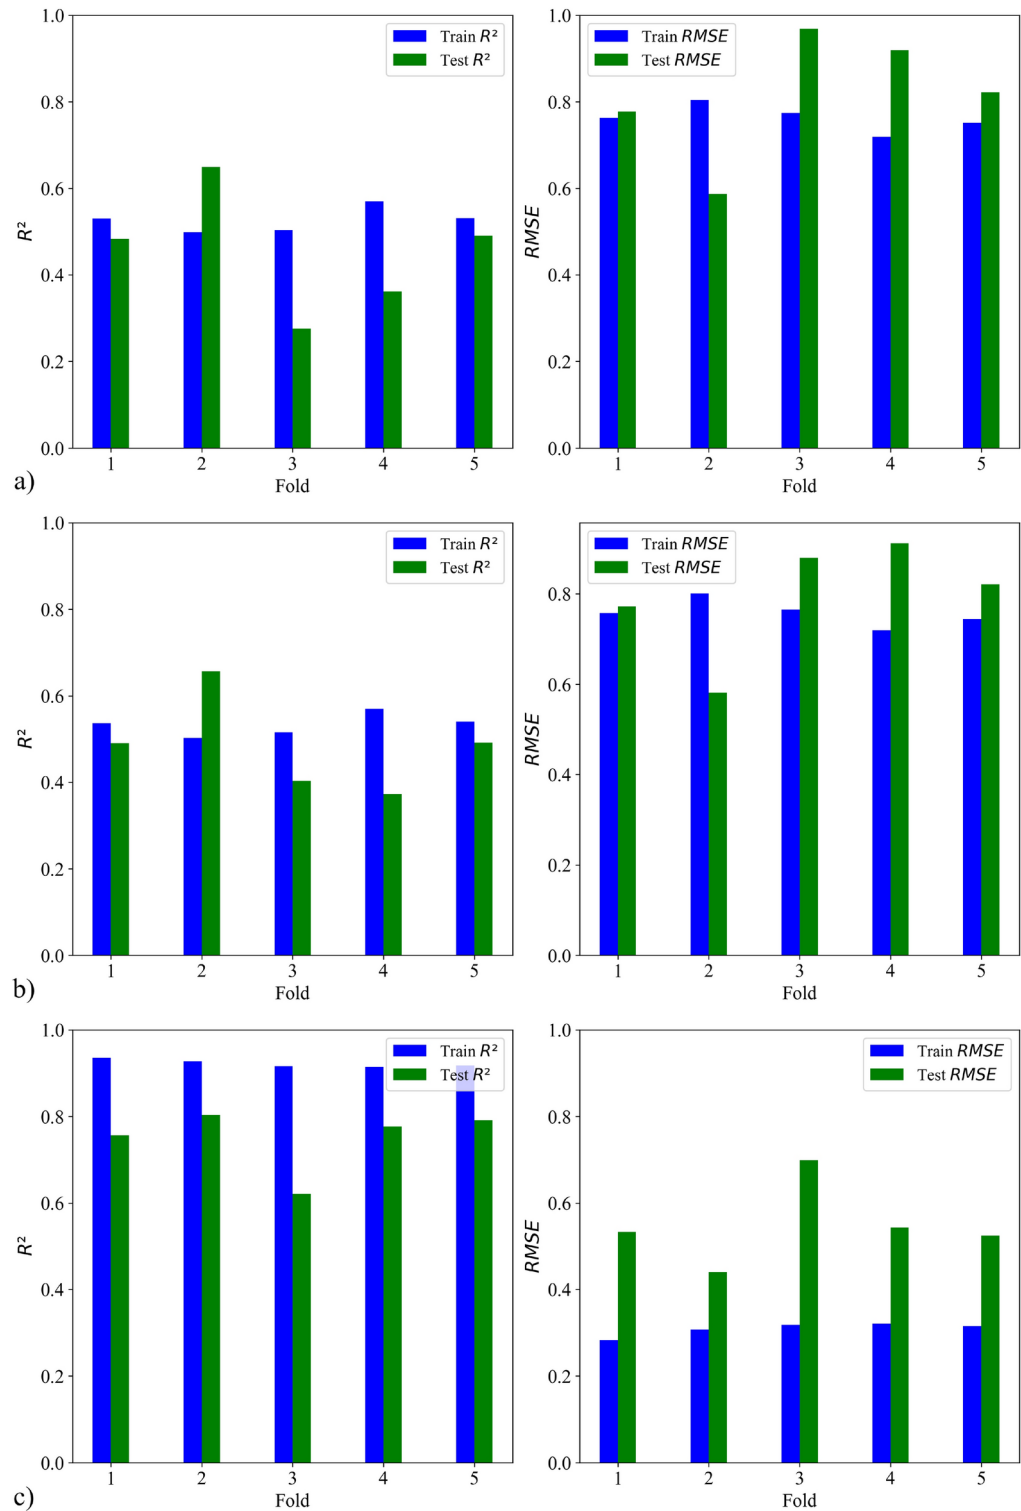 1.0
0.8
0.6
0.4
0.2
0.0
R²
Train R²
Test R²
1 2 3 4 5
Fold
1.0
0.8
0.6
0.4
0.2
0.0
RMSE
Train RMSE
Test RMSE
1 2 3 4 5
Fold
a)
1.0
0.8
0.6
0.4
0.2
0.0
R²
Train R²
Test R²
1 2 3 4 5
Fold
0.8
0.6
0.4
0.2
0.0
RMSE
Train RMSE
Test RMSE
1 2 3 4 5
Fold
b)
1.0
0.8
0.6
0.4
0.2
0.0
R²
Train R²
Test R²
1 2 3 4 5
Fold
1.0
0.8
0.6
0.4
0.2
0.0
RMSE
Train RMSE
Test RMSE
1 2 3 4 5
Fold
c)